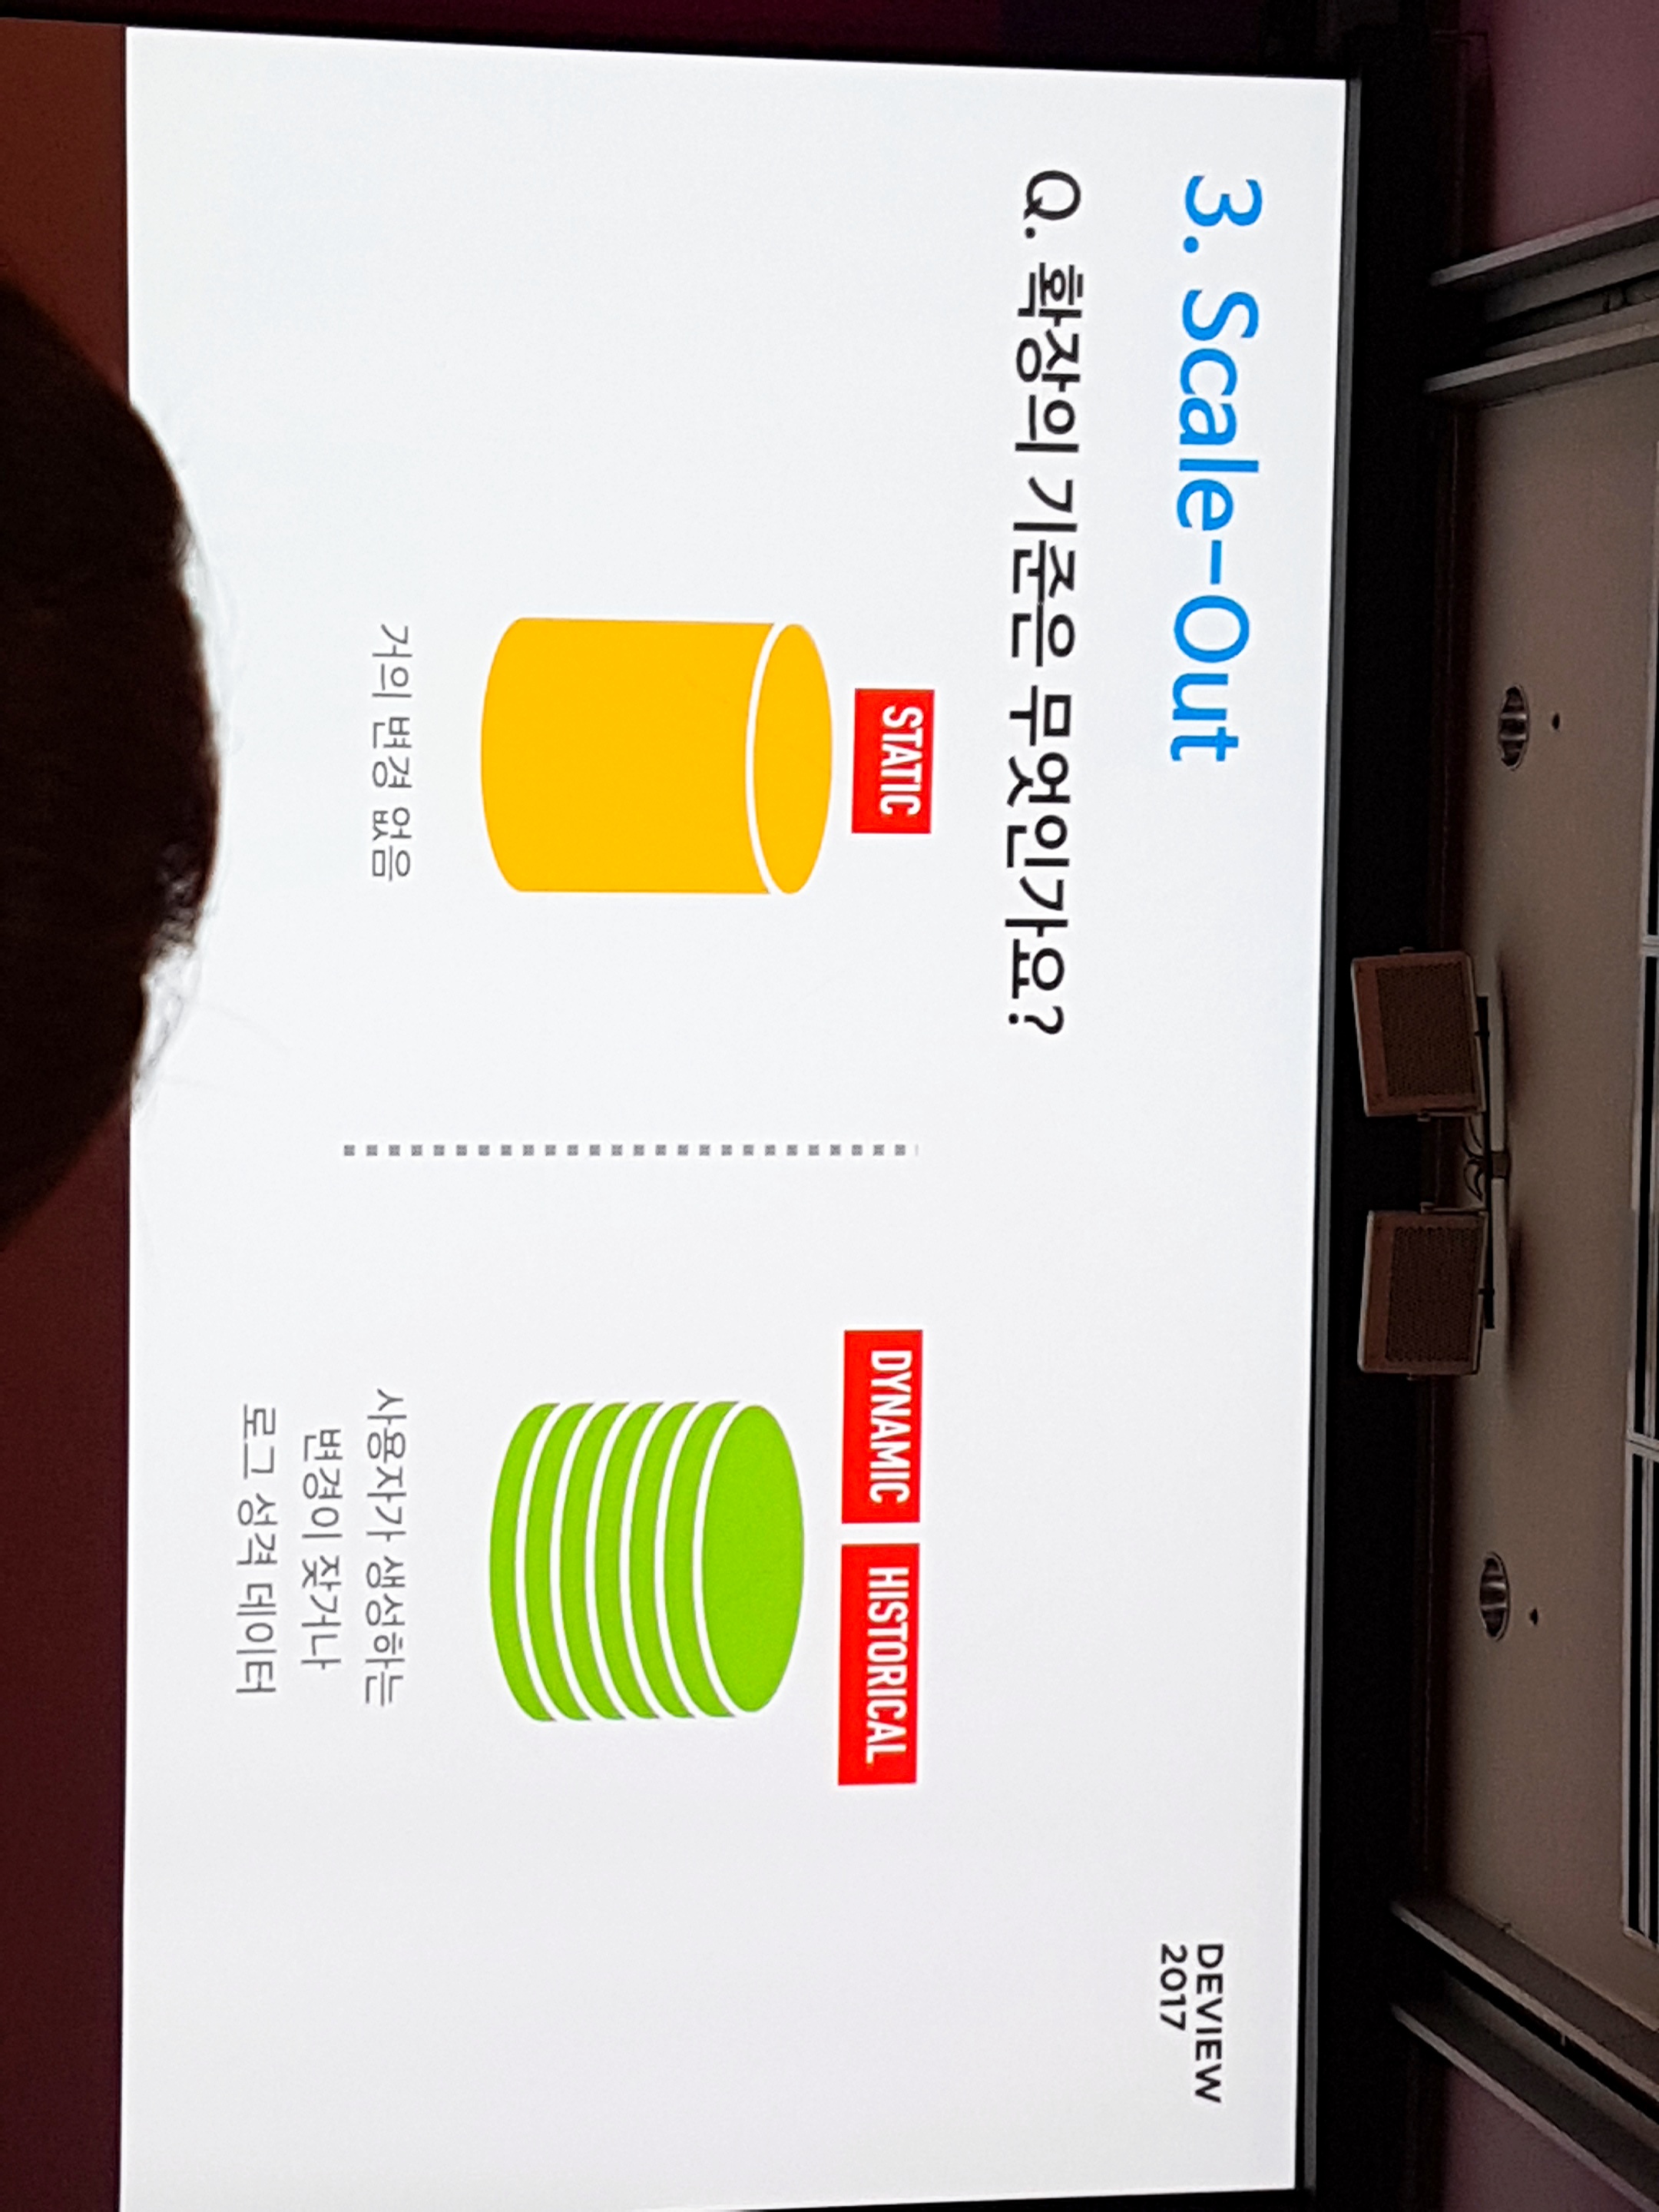 3. Scale-Out
DEVIEW
2017
Q. 확장의 기준은 무엇인가요?
STATIC
거의 변경 없음
DYNAMIC HISTORICAL
사용자가 생성하는
변경이 잦거나
로그 성격 데이터